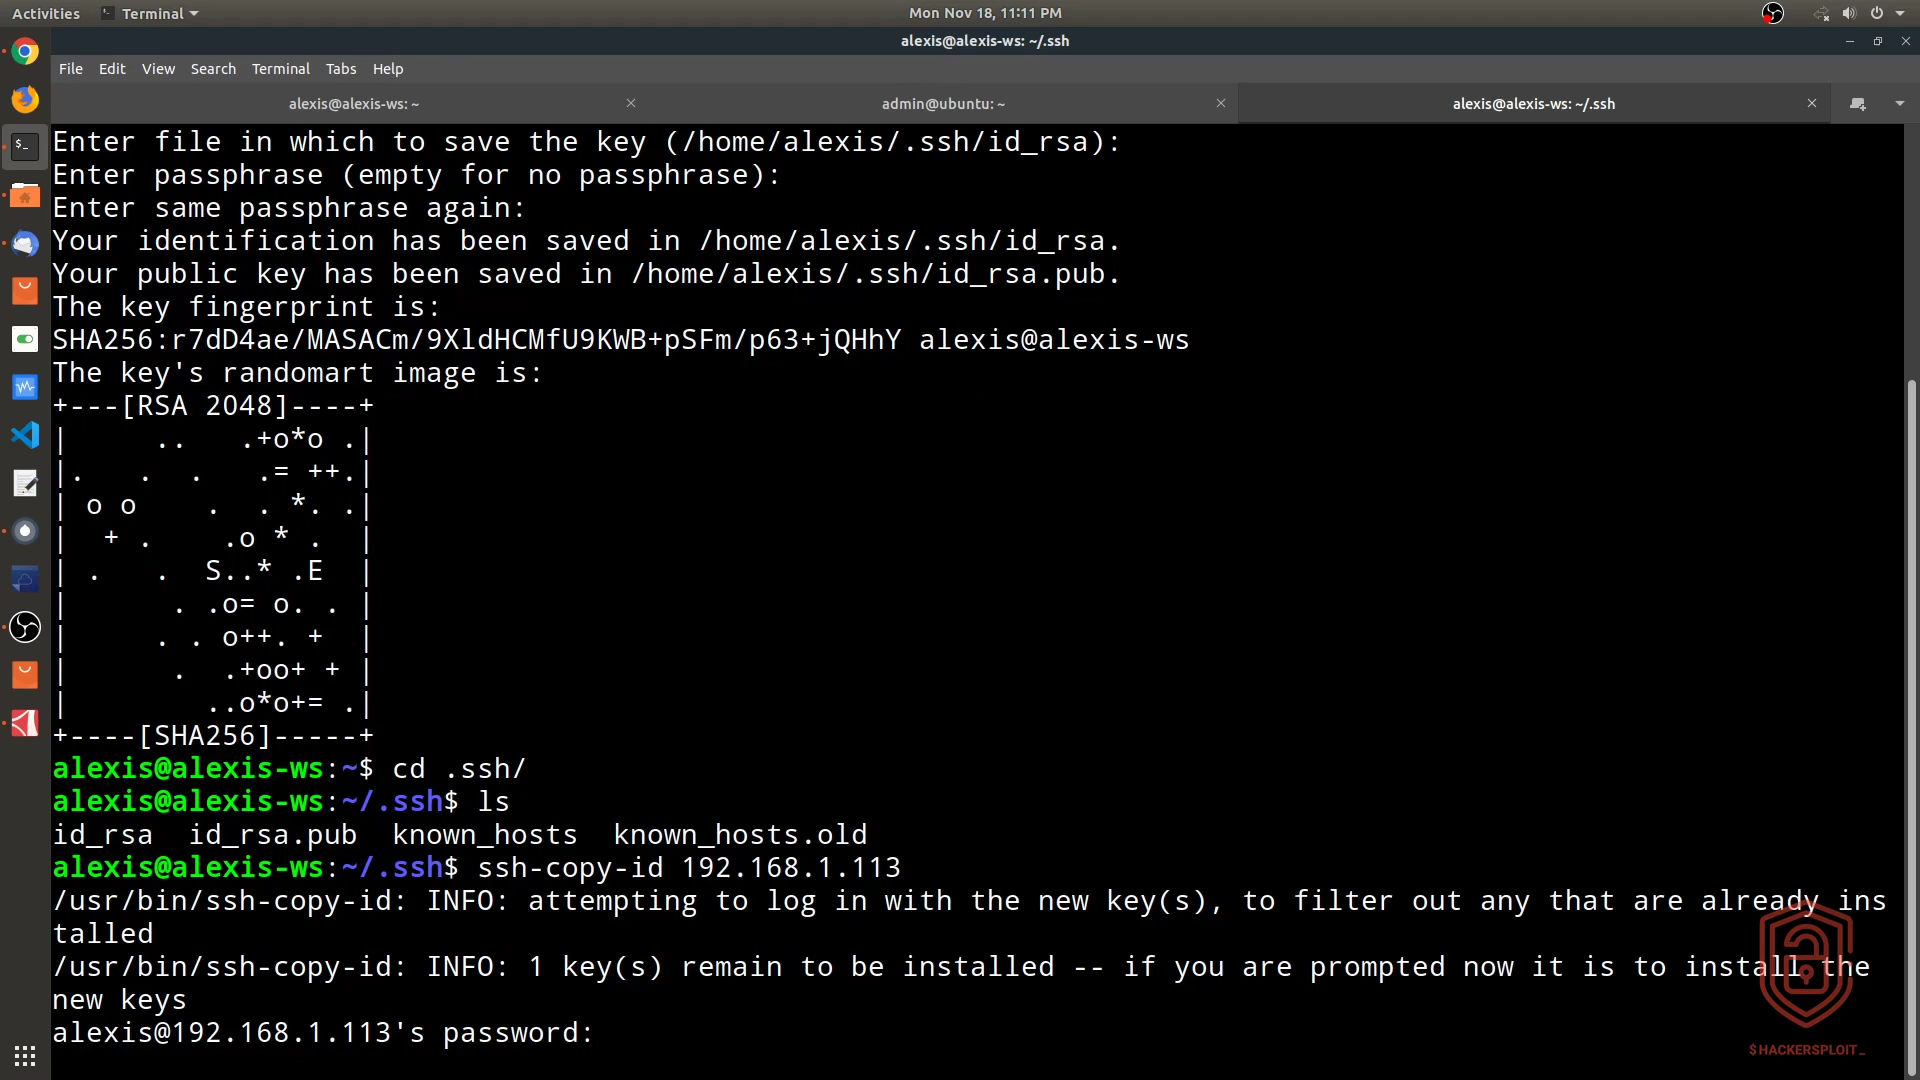 Activities Terminal Mon Nov 18, 11:11 PM
alexis@alexis-ws: ~/.ssh
File Edit View Search Terminal Tabs Help
alexis@alexis-ws: ~ admin@ubuntu: ~ alexis@alexis-ws: ~/.ssh
Enter file in which to save the key (/home/alexis/.ssh/id_rsa):
Enter passphrase (empty for no passphrase):
Enter same passphrase again:
Your identification has been saved in /home/alexis/.ssh/id_rsa.
Your public key has been saved in /home/alexis/.ssh/id_rsa.pub.
The key fingerprint is:
SHA256:r7dD4ae/MASACm/9XldHCMfU9KWB+pSFm/p63+jQHhY alexis@alexis-ws
The key's randomart image is:
+---[RSA 2048]----+
|     ..   .+o*o .|
|.   .  .   .= ++.|
| o o    .  . *. .|
|  + .    .o * .  |
| .   .  S..* .E  |
|      . .o= o. . |
|     . . o++. +  |
|      .  .+oo+ + |
|        ..o*o+= .|
+----[SHA256]-----+
alexis@alexis-ws:~$ cd .ssh/
alexis@alexis-ws:~/.ssh$ ls
id_rsa  id_rsa.pub  known_hosts  known_hosts.old
alexis@alexis-ws:~/.ssh$ ssh-copy-id 192.168.1.113
/usr/bin/ssh-copy-id: INFO: attempting to log in with the new key(s), to filter out any that are already ins
talled
/usr/bin/ssh-copy-id: INFO: 1 key(s) remain to be installed -- if you are prompted now it is to install the
new keys
alexis@192.168.1.113's password:
$HACKERSPLOIT_